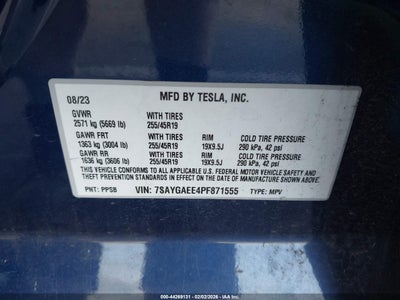 08/23 MFD BY TESLA, INC.
GVWR WITH TIRES
2571 kg (5669 lb) 255/45R19
GAWR FRT WITH TIRES RIM COLD TIRE PRESSURE
1363 kg (3004 lb) 255/45R19 19X9.5J 290 kPa, 42 psi
GAWR RR WITH TIRES RIM COLD TIRE PRESSURE
1636 kg (3606 lb) 255/45R19 19X9.5J 290 kPa, 42 psi
THIS VEHICLE CONFORMS TO ALL APPLICABLE
U.S. FEDERAL MOTOR VEHICLE SAFETY AND
THEFT PREVENTION STANDARDS IN EFFECT ON
THE DATE OF MANUFACTURE SHOWN ABOVE.
PNT: PPSB VIN: 7SAYGAEE4PF871555 TYPE: MPV
000-44269131 - 02/02/2026 - IAA Inc.